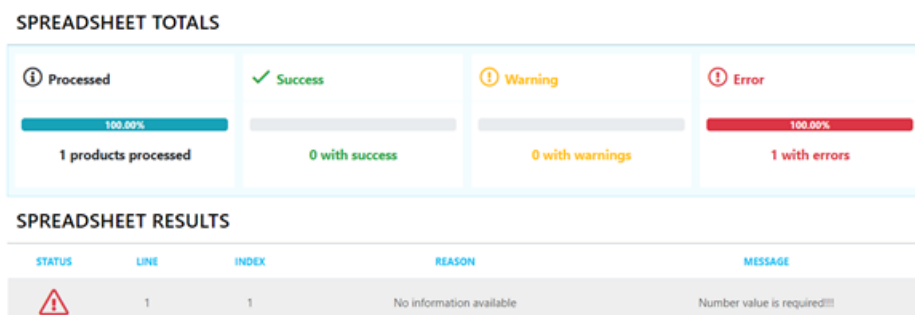 SPREADSHEET TOTALS
Processed Success Warning Error
100.00% 100.00%
1 products processed 0 with success 0 with warnings 1 with errors
SPREADSHEET RESULTS
STATUS LINE INDEX REASON MESSAGE
1 1 No information available Number value is required!!!